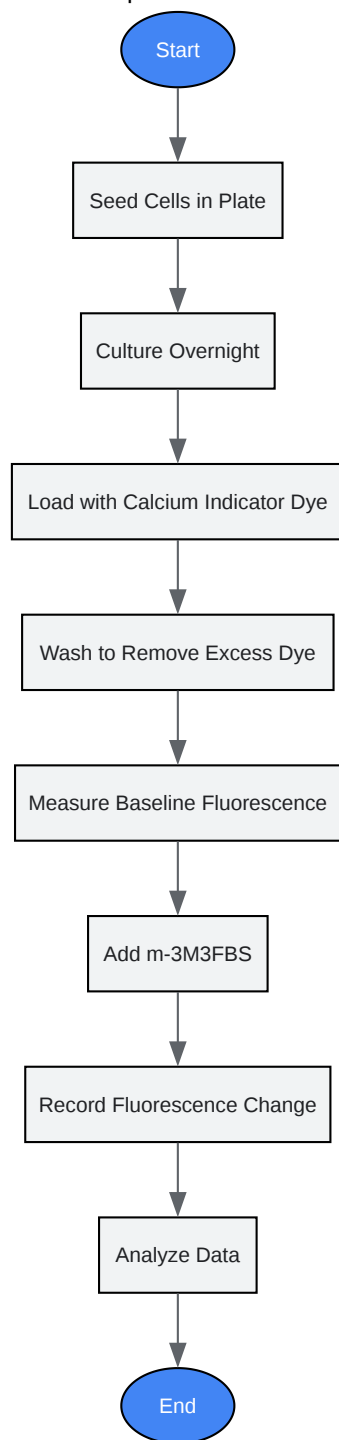 Start
Seed Cells in Plate
Culture Overnight
Load with Calcium Indicator Dye
Wash to Remove Excess Dye
Measure Baseline Fluorescence
Add m-3M3FBS
Record Fluorescence Change
Analyze Data
End